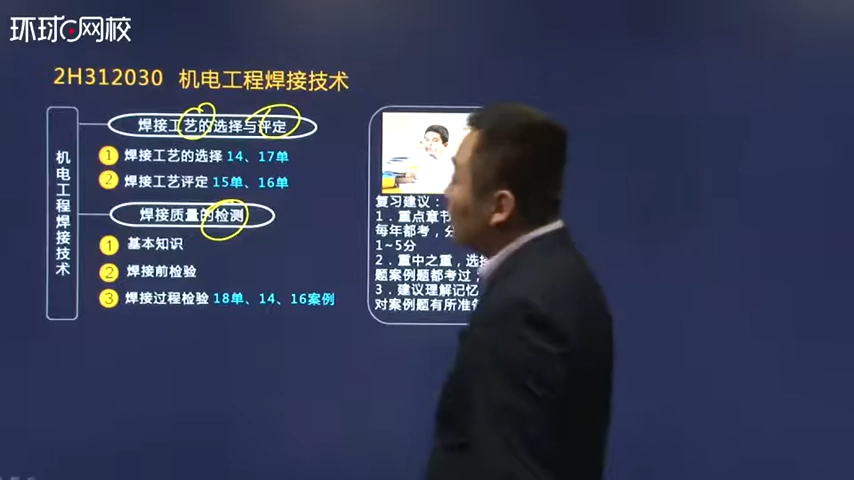 环球网校
2H312030 机电工程焊接技术
机电工程焊接技术
焊接工艺的选择与评定
1 焊接工艺的选择 14、17单
2 焊接工艺评定 15单、16单
焊接质量的检测
1 基本知识
2 焊接前检验
3 焊接过程检验 18单、14、16案例
复习建议：
1．重点章节
每年都考，分
1~5分
2．重中之重，选择
题案例题都考过
3．建议理解记忆
对案例题有所准